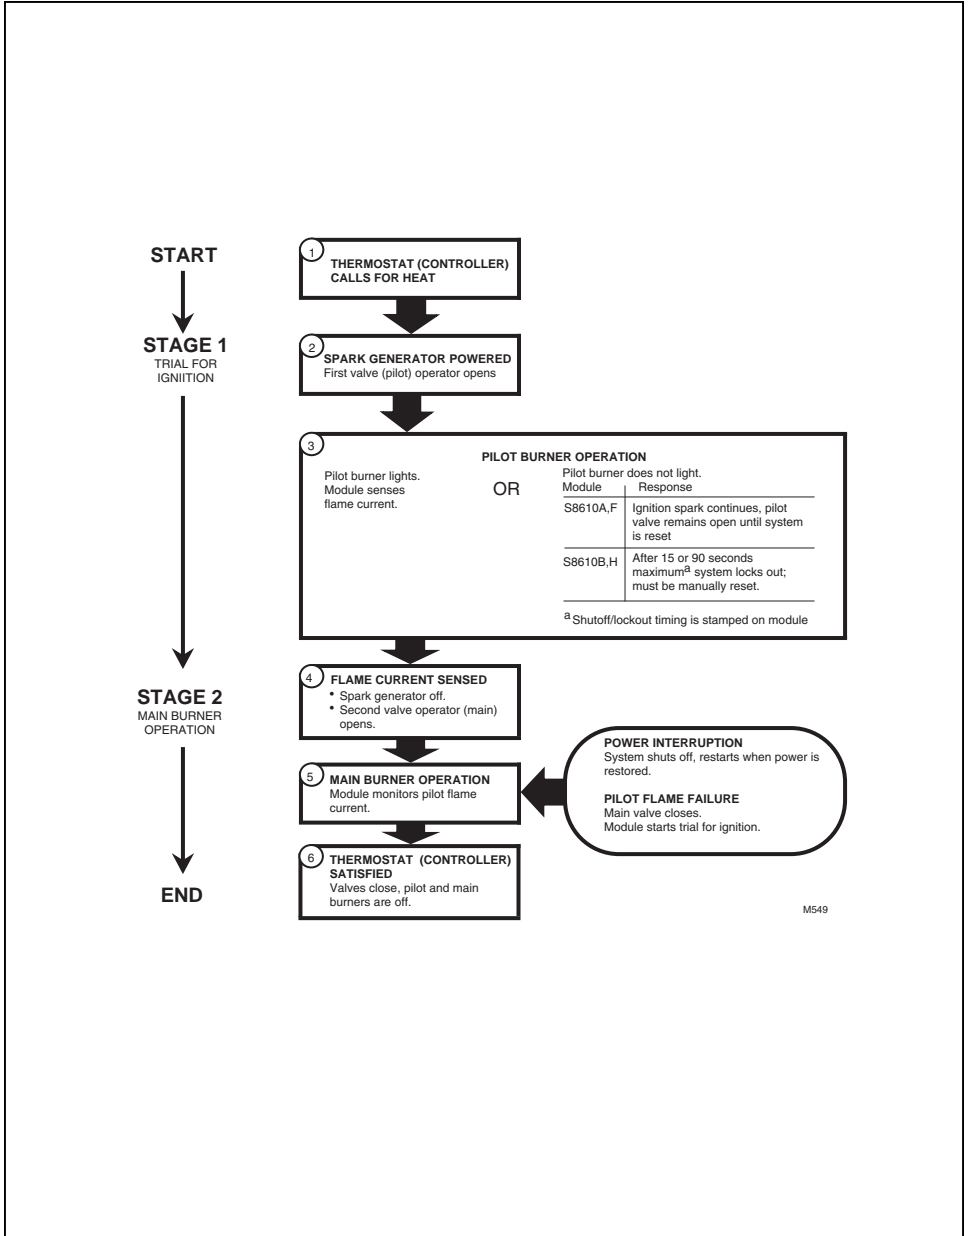 START
STAGE 1
TRIAL FOR
IGNIITION
STAGE 2
MAIN BURNER
OPERATION
END
1
THERMOSTAT (CONTROLLER)
CALLS FOR HEAT
2
SPARK GENERATOR POWERED
First valve (pilot) operator opens
3
PILOT BURNER OPERATION
Pilot burner lights.
Module senses
flame current.
OR
Pilot burner does not light.
Module Response
S8610A,F Ignition spark continues, pilot
valve remains open until system
is reset
S8610B,H After 15 or 90 seconds
maximumª system locks out;
must be manually reset.
ª Shutoff/lockout timing is stamped on module
4
FLAME CURRENT SENSED
• Spark generator off.
• Second valve operator (main)
opens.
5
MAIN BURNER OPERATION
Module monitors pilot flame
current.
POWER INTERRUPTION
System shuts off, restarts when power is
restored.
PILOT FLAME FAILURE
Main valve closes.
Module starts trial for ignition.
6
THERMOSTAT (CONTROLLER)
SATISFIED
Valves close, pilot and main
burners are off.
M549